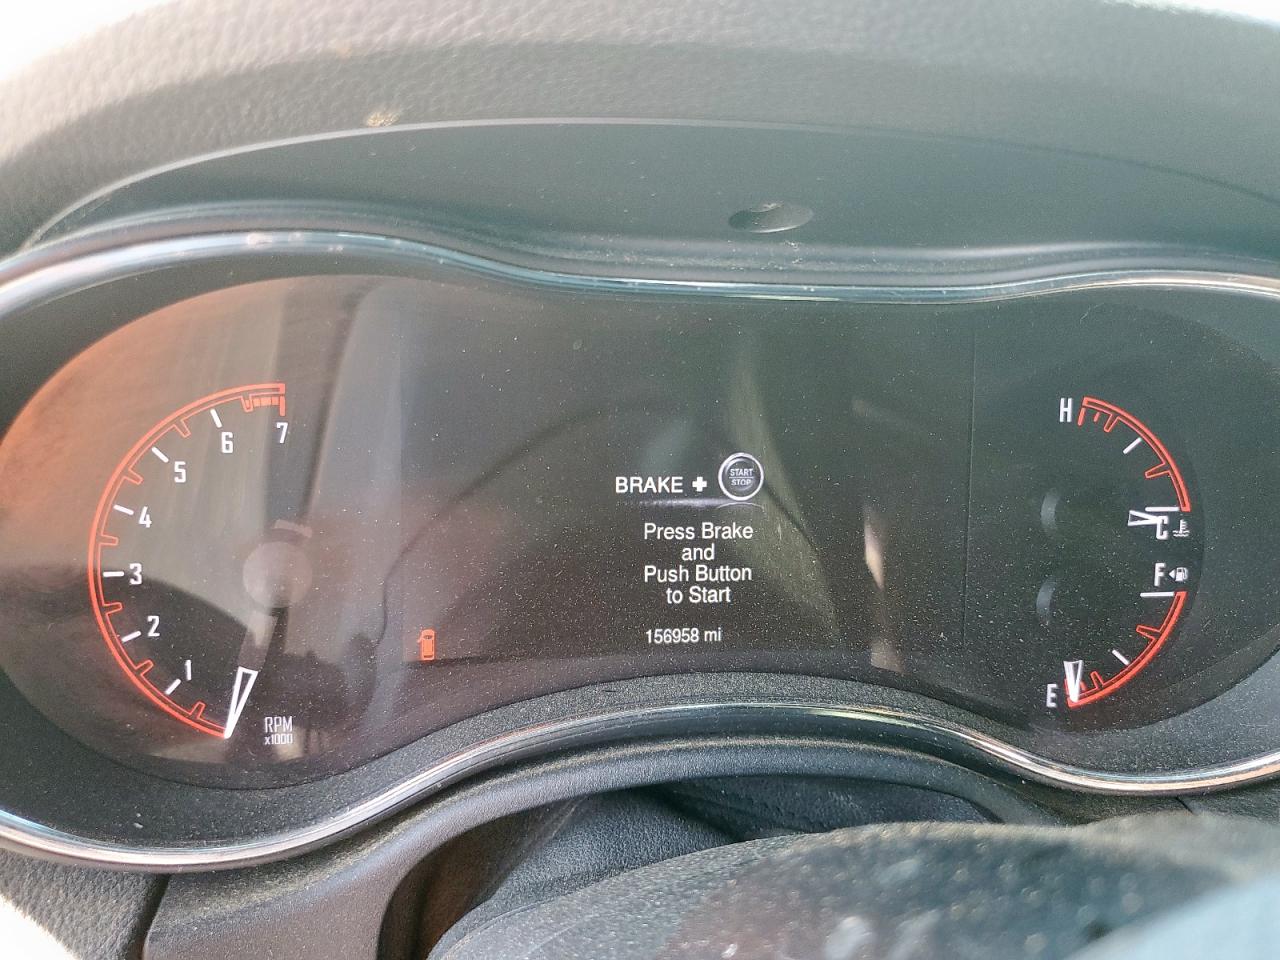 7
6
5
4
3
2
1
RPM
x1000
BRAKE + START
STOP
Press Brake
and
Push Button
to Start
156958 mi
H
C
F
E